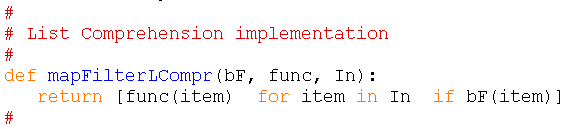 #
# List Comprehension implementation
#
def mapFilterLCompr(bF, func, In):
   return [func(item)  for item in In  if bF(item)]
#